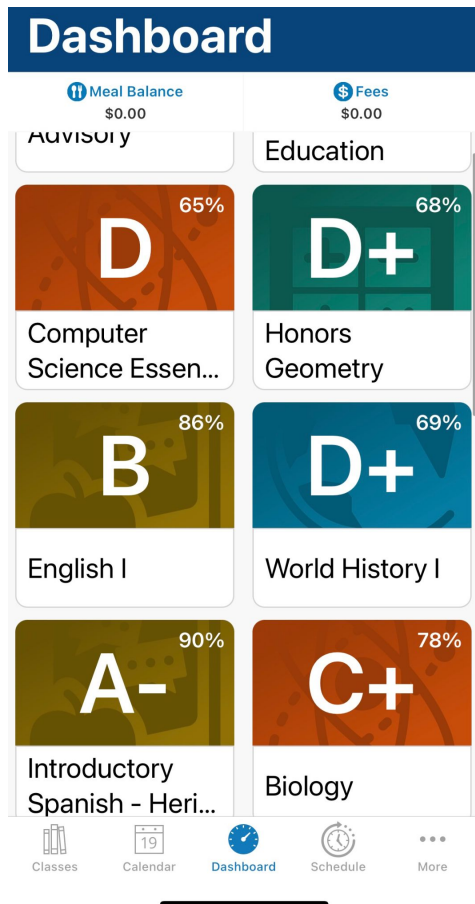 Dashboard
Meal Balance
$0.00
$ Fees
$0.00
Advisory
Education
65%
D
Computer
Science Essen...
68%
D+
Honors
Geometry
86%
B
English I
69%
D+
World History I
90%
A-
Introductory
Spanish - Heri...
78%
C+
Biology
Classes
19
Calendar
Dashboard
Schedule
More